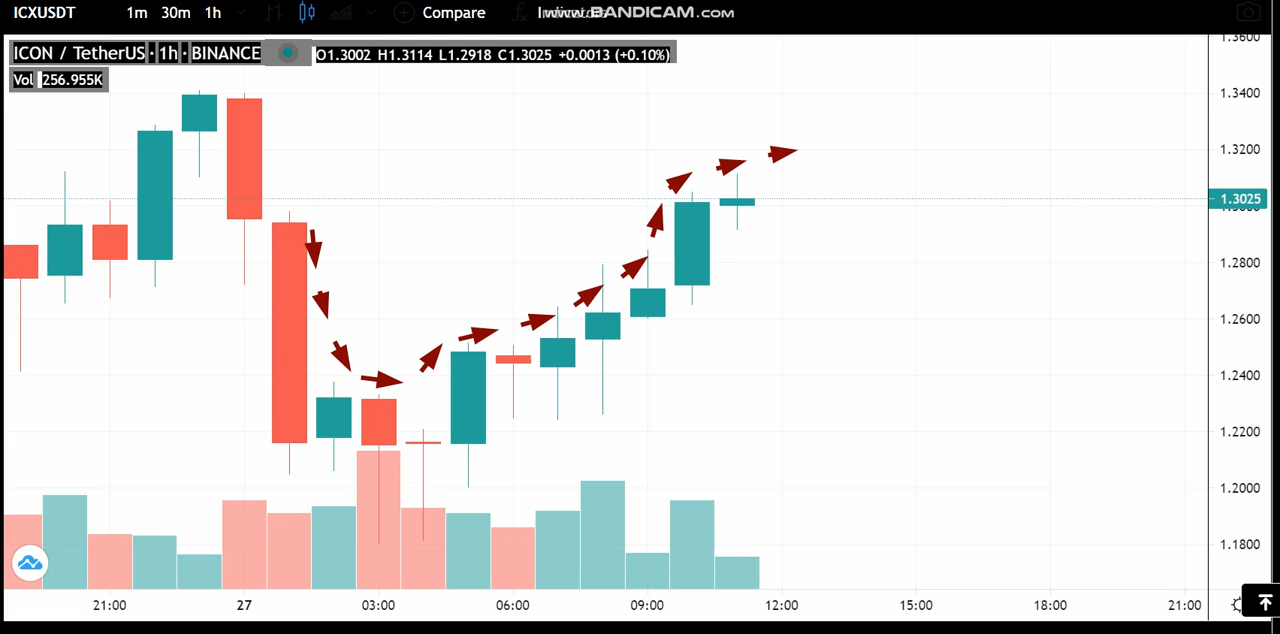 ICXUSDT 1m 30m 1h Compare
BANDICAM.COM
ICON / TetherUS · 1h · BINANCE O1.3002 H1.3114 L1.2918 C1.3025 +0.0013 (+0.10%)
Vol 256.955K
1.3600
1.3400
1.3200
1.3025
1.2800
1.2600
1.2400
1.2200
1.2000
1.1800
21:00 27 03:00 06:00 09:00 12:00 15:00 18:00 21:00